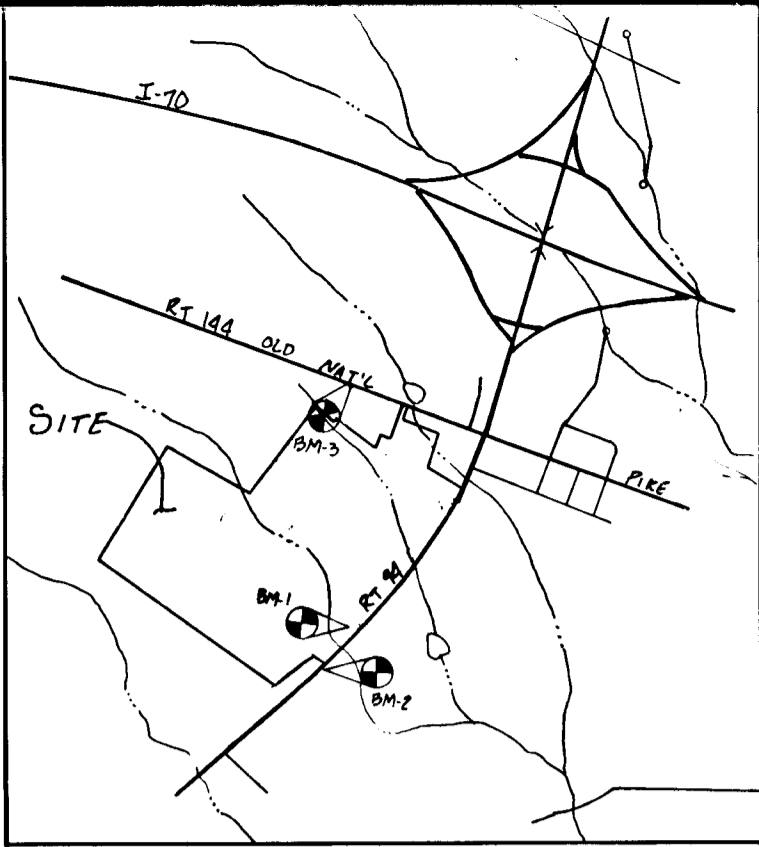 I-70
RT 144 OLD NAT'L PIKE
SITE
BM-3
RT 94
BM-1
BM-2